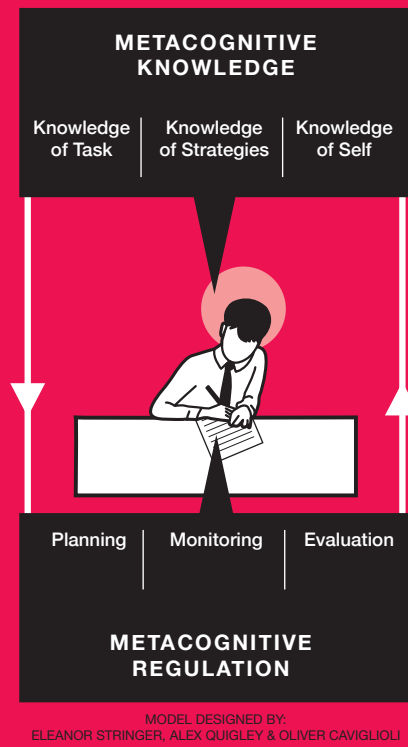 METACOGNITIVE
KNOWLEDGE
Knowledge of Task
Knowledge of Strategies
Knowledge of Self
Planning
Monitoring
Evaluation
METACOGNITIVE
REGULATION
MODEL DESIGNED BY:
ELEANOR STRINGER, ALEX QUIGLEY & OLIVER CAVIGLIOLI